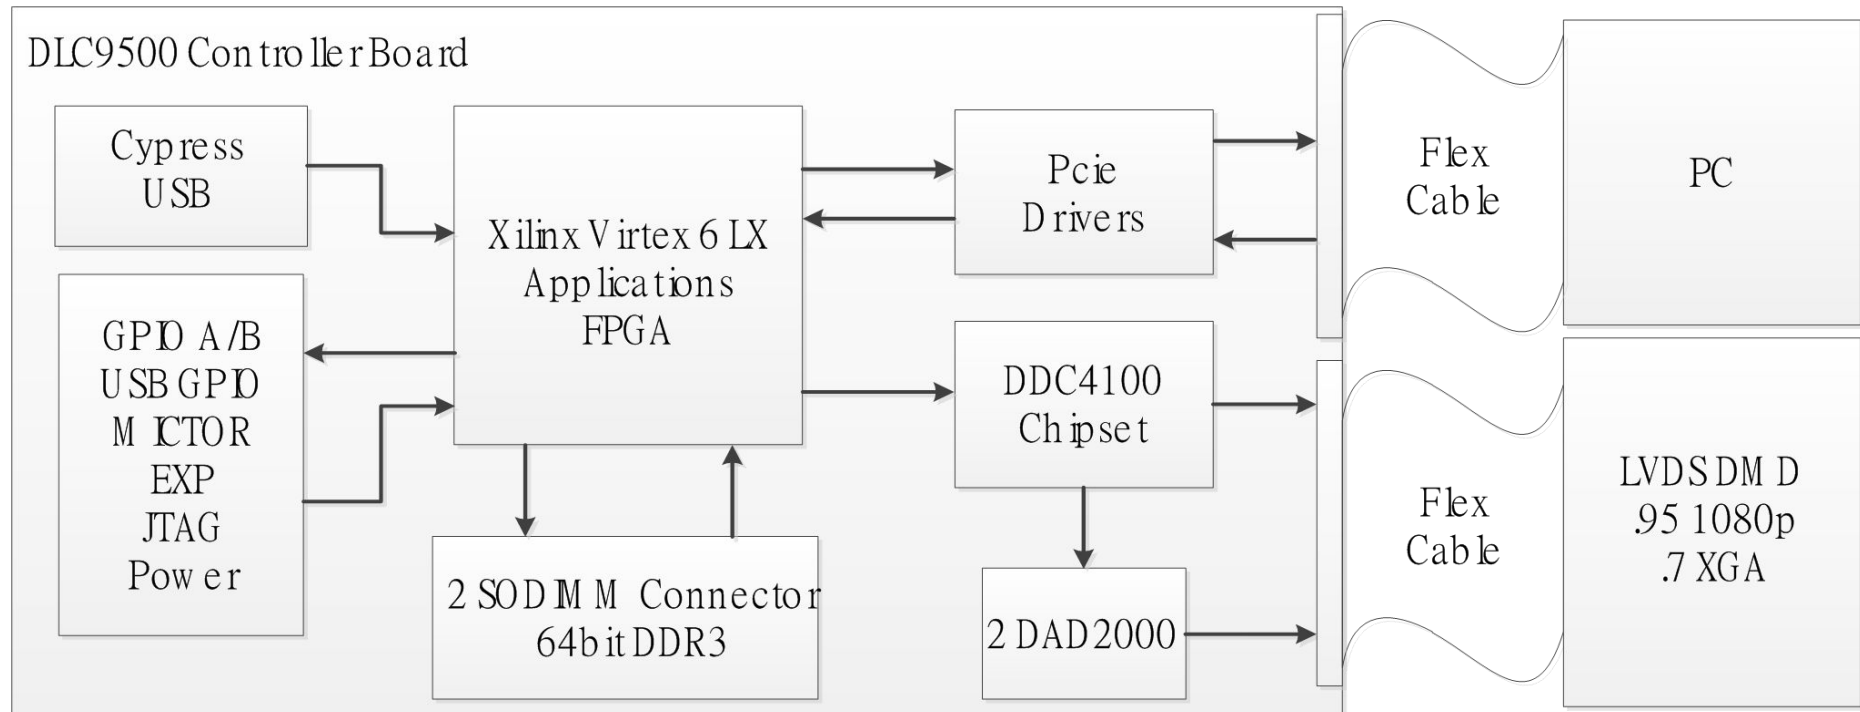 DLC9500 Controller Board
Cypress
USB
GPIO A/B
USB GPIO
MICTOR
EXP
JTAG
Power
Xilinx Virtex 6 LX
Applications
FPGA
2 SODIMM Connector
64bit DDR3
Pcie
Drivers
DDC4100
Chipset
2 DAD2000
Flex
Cable
Flex
Cable
PC
LVDS DMD
.95 1080p
.7 XGA